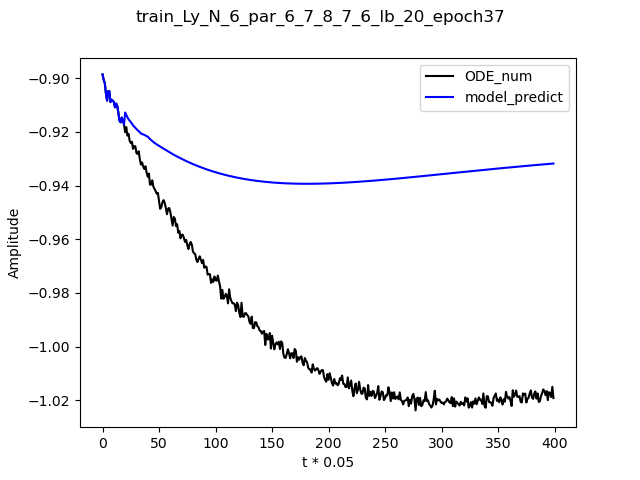 train_Ly_N_6_par_6_7_8_7_6_lb_20_epoch37
ODE_num
model_predict
−0.90
−0.92
−0.94
−0.96
−0.98
−1.00
−1.02
Amplitude
0 50 100 150 200 250 300 350 400
t * 0.05